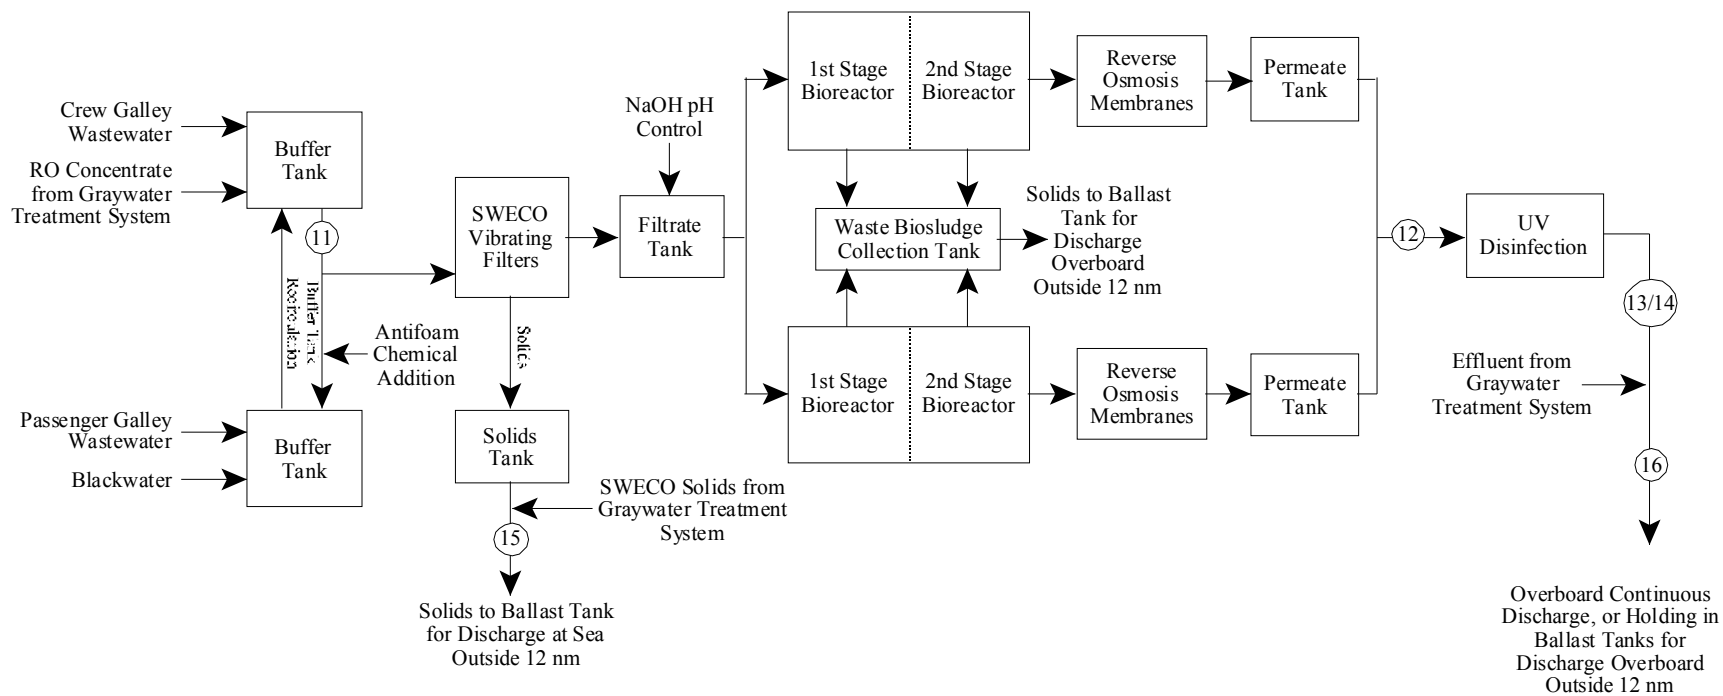 Crew Galley
Wastewater
RO Concentrate
from Graywater
Treatment System
Buffer
Tank
11
Buffer Tank
Recirculation
Antifoam
Chemical
Addition
Passenger Galley
Wastewater
Blackwater
Buffer
Tank
SWECO
Vibrating
Filters
Solids
Solids
Tank
SWECO Solids from
Graywater Treatment
System
15
Solids to Ballast Tank
for Discharge at Sea
Outside 12 nm
NaOH pH
Control
Filtrate
Tank
1st Stage
Bioreactor
2nd Stage
Bioreactor
Reverse
Osmosis
Membranes
Permeate
Tank
Waste Biosludge
Collection Tank
Solids to Ballast
Tank for
Discharge
Overboard
Outside 12 nm
1st Stage
Bioreactor
2nd Stage
Bioreactor
Reverse
Osmosis
Membranes
Permeate
Tank
12
UV
Disinfection
13/14
Effluent from
Graywater
Treatment System
16
Overboard Continuous
Discharge, or Holding in
Ballast Tanks for
Discharge Overboard
Outside 12 nm